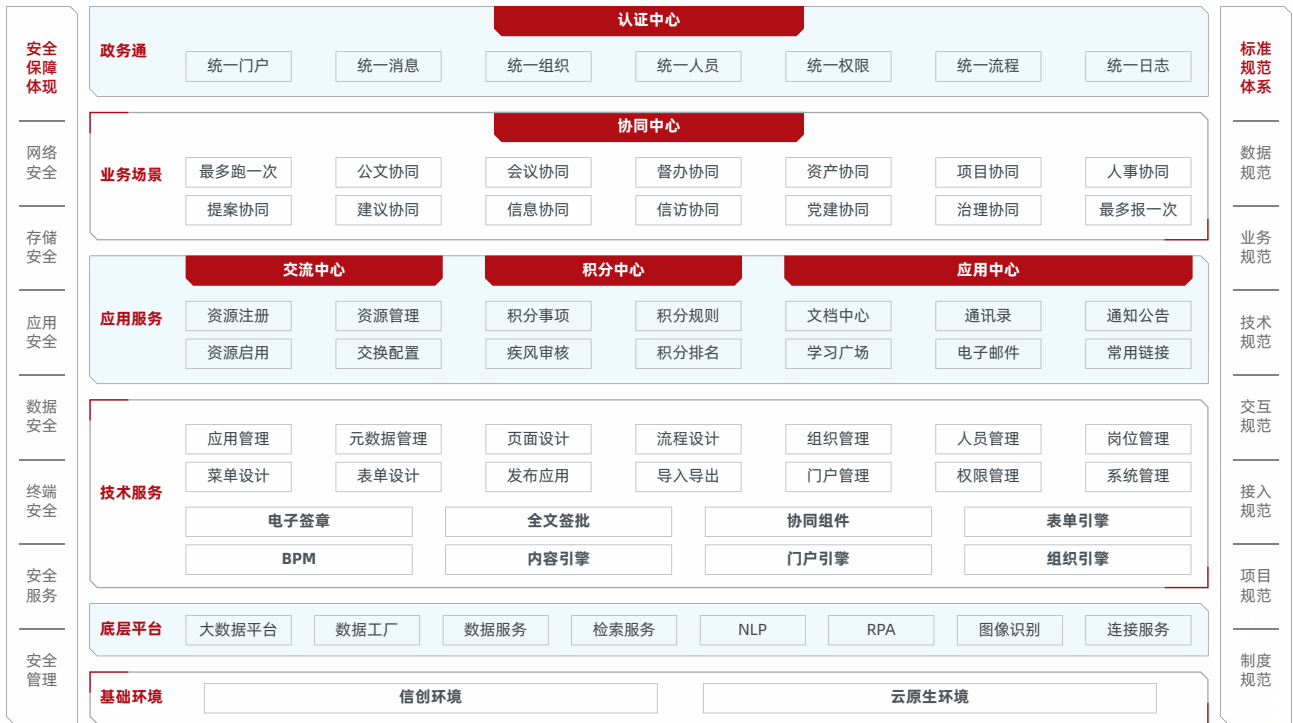 安全
保障
体现
网络
安全
存储
安全
应用
安全
数据
安全
终端
安全
安全
服务
安全
管理
认证中心
政务通
统一门户 统一消息 统一组织 统一人员 统一权限 统一流程 统一日志
协同中心
业务场景
最多跑一次 公文协同 会议协同 督办协同 资产协同 项目协同 人事协同
提案协同 建议协同 信息协同 信访协同 党建协同 治理协同 最多报一次
交流中心 积分中心 应用中心
应用服务
资源注册 资源管理 积分事项 积分规则 文档中心 通讯录 通知公告
资源启用 交换配置 疾风审核 积分排名 学习广场 电子邮件 常用链接
技术服务
应用管理 元数据管理 页面设计 流程设计 组织管理 人员管理 岗位管理
菜单设计 表单设计 发布应用 导入导出 门户管理 权限管理 系统管理
电子签章 全文签批 协同组件 表单引擎
BPM 内容引擎 门户引擎 组织引擎
底层平台 大数据平台 数据工厂 数据服务 检索服务 NLP RPA 图像识别 连接服务
基础环境 信创环境 云原生环境
标准
规范
体系
数据
规范
业务
规范
技术
规范
交互
规范
接入
规范
项目
规范
制度
规范